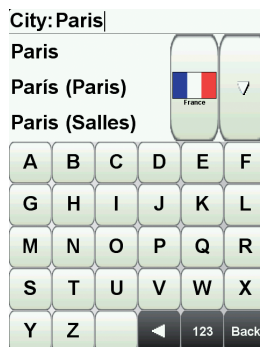 City: Paris
Paris
París (Paris)
Paris (Salles)
France
A B C D E F
G H I J K L
M N O P Q R
S T U V W X
Y Z 123 Back